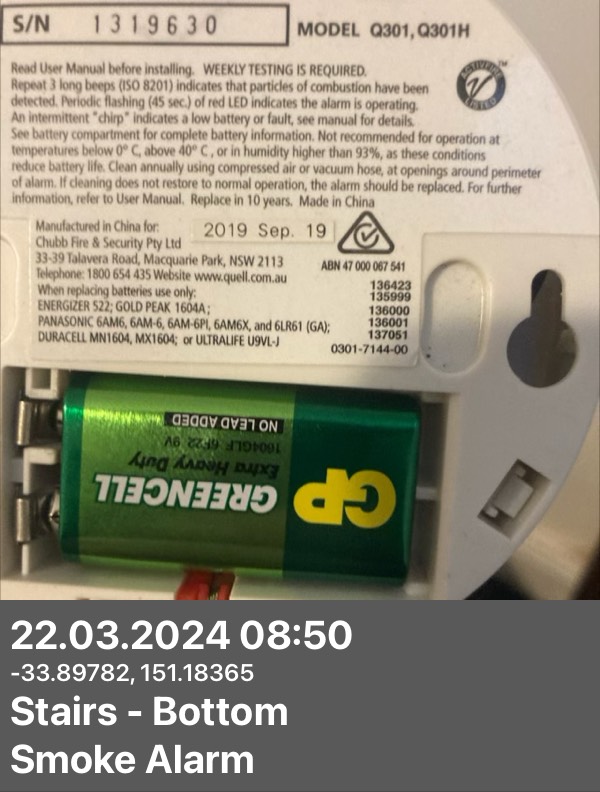 S/N 1319630
MODEL Q301, Q301H
Read User Manual before installing. WEEKLY TESTING IS REQUIRED.
Repeat 3 long beeps (ISO 8201) indicates that particles of combustion have been
detected. Periodic flashing (45 sec.) of red LED indicates the alarm is operating.
An intermittent "chirp" indicates a low battery or fault, see manual for details.
See battery compartment for complete battery information. Not recommended for operation at
temperatures below 0° C, above 40° C, or in humidity higher than 93%, as these conditions
reduce battery life. Clean annually using compressed air or vacuum hose, at openings around perimeter
of alarm. If cleaning does not restore to normal operation, the alarm should be replaced. For further
information, refer to User Manual. Replace in 10 years. Made in China
ACTIVFIRE
LISTED
TM
Manufactured in China for:
2019 Sep. 19
Chubb Fire & Security Pty Ltd
33-39 Talavera Road, Macquarie Park, NSW 2113
ABN 47 000 067 541
Telephone: 1800 654 435 Website www.quell.com.au
When replacing batteries use only:
ENERGIZER 522; GOLD PEAK 1604A;
PANASONIC 6AM6, 6AM-6, 6AM-6PI, 6AM6X, and 6LR61 (GA);
DURACELL MN1604, MX1604; or ULTRALIFE U9VL-J
136423
135999
136000
136001
137051
0301-7144-00
GP
GREENCELL
Extra Heavy Duty
1604GLF 6F22 9V
NO LEAD ADDED
22.03.2024 08:50
-33.89782, 151.18365
Stairs - Bottom
Smoke Alarm